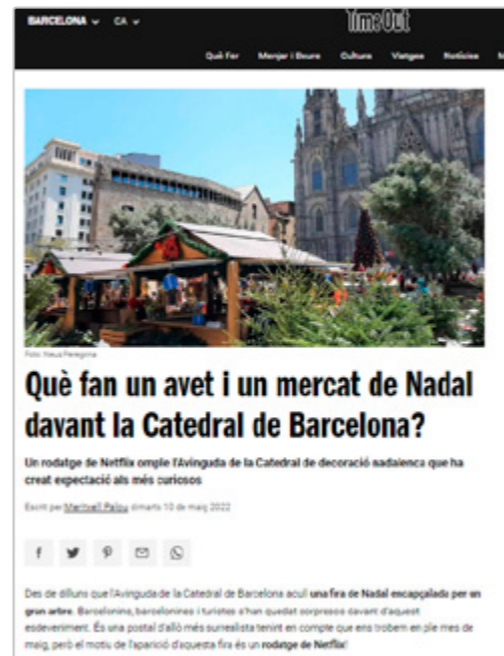 BARCELONA CA
TimeOut
Què Fer Menjar i Beure Cultura Viatges Notícies
Foto: Neus Peregrina
Què fan un avet i un mercat de Nadal
davant la Catedral de Barcelona?
Un rodatge de Netflix omple l'Avinguda de la Catedral de decoració nadalenca que ha
creat expectació als més curiosos
Escrit per Meritxell Palou dimarts 10 de maig 2022
Des de dilluns que l'Avinguda de la Catedral de Barcelona acull una fira de Nadal encapçalada per un
gran arbre. Barcelonins, barcelonines i turistes s'han quedat sorpresos davant d'aquest
esdeveniment. És una postal d'allò més surrealista tenint en compte que ens trobem en ple mes de
maig, però el motiu de l'aparició d'aquesta fira és un rodatge de Netflix!